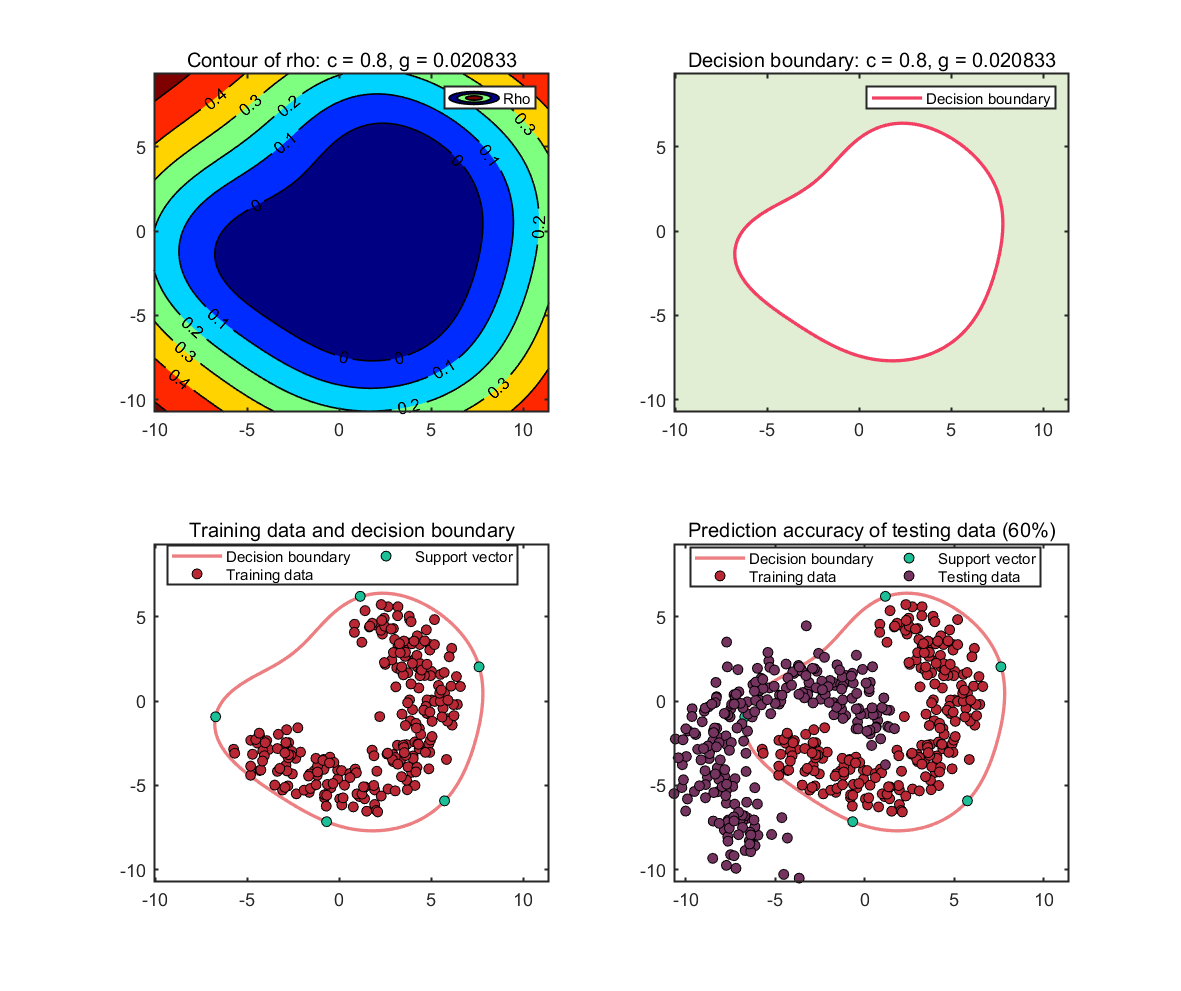 Contour of rho: c = 0.8, g = 0.020833
Rho
0.4
0.3
0.2
0.1
0
0
0.1
0.3
0.2
0.2
0.1
0.3
0.4
0
0
0.1
0.3
0.2
5
0
-5
-10
-10 -5 0 5 10
Decision boundary: c = 0.8, g = 0.020833
Decision boundary
5
0
-5
-10
-10 -5 0 5 10
Training data and decision boundary
Decision boundary Support vector
Training data
5
0
-5
-10
-10 -5 0 5 10
Prediction accuracy of testing data (60%)
Decision boundary Support vector
Training data Testing data
5
0
-5
-10
-10 -5 0 5 10